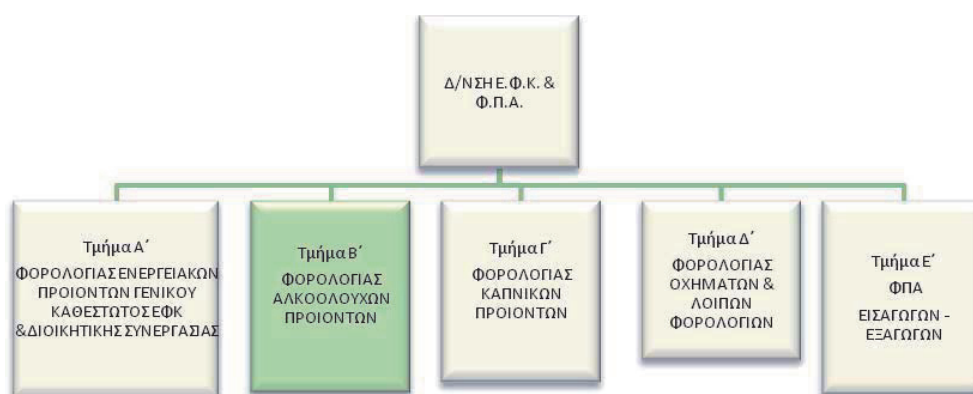 Δ/ΝΣΗ Ε.Φ.Κ. &
Φ.Π.Α.
Τμήμα Α΄
ΦΟΡΟΛΟΓΙΑΣ ΕΝΕΡΓΕΙΑΚΩΝ
ΠΡΟΙΟΝΤΩΝ ΓΕΝΙΚΟΥ
ΚΑΘΕΣΤΩΤΟΣ ΕΦΚ
& ΔΙΟΙΚΗΤΙΚΗΣ ΣΥΝΕΡΓΑΣΙΑΣ
Τμήμα Β΄
ΦΟΡΟΛΟΓΙΑΣ
ΑΛΚΟΟΛΟΥΧΩΝ
ΠΡΟΙΟΝΤΩΝ
Τμήμα Γ΄
ΦΟΡΟΛΟΓΙΑΣ
ΚΑΠΝΙΚΩΝ
ΠΡΟΙΟΝΤΩΝ
Τμήμα Δ΄
ΦΟΡΟΛΟΓΙΑΣ
ΟΧΗΜΑΤΩΝ &
ΛΟΙΠΩΝ
ΦΟΡΟΛΟΓΙΩΝ
Τμήμα Ε΄
ΦΠΑ
ΕΙΣΑΓΩΓΩΝ –
ΕΞΑΓΩΓΩΝ